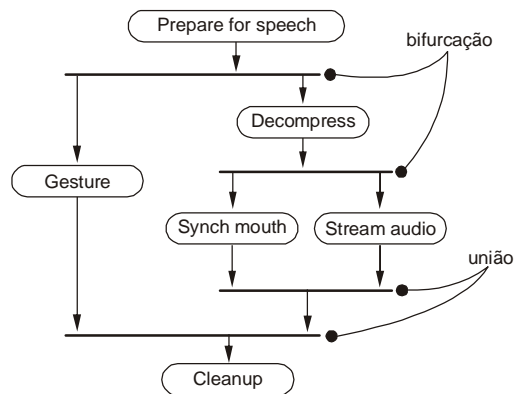 Prepare for speech
bifurcação
Decompress
Gesture
Synch mouth
Stream audio
união
Cleanup